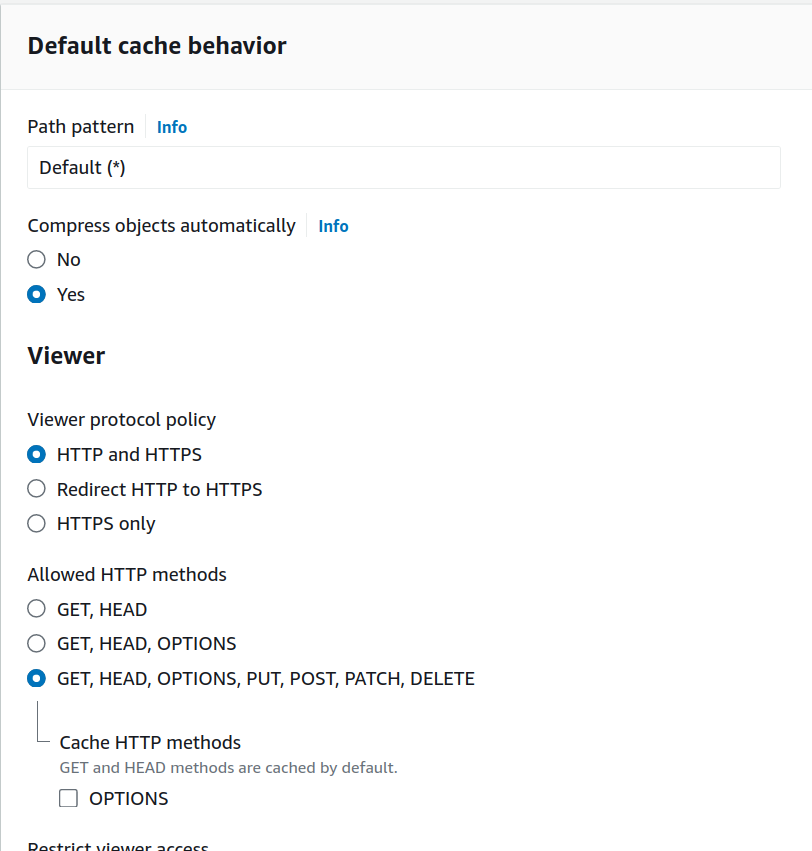 Default cache behavior
Path pattern Info
Default (*)
Compress objects automatically Info
No
Yes
Viewer
Viewer protocol policy
HTTP and HTTPS
Redirect HTTP to HTTPS
HTTPS only
Allowed HTTP methods
GET, HEAD
GET, HEAD, OPTIONS
GET, HEAD, OPTIONS, PUT, POST, PATCH, DELETE
Cache HTTP methods
GET and HEAD methods are cached by default.
OPTIONS
Restrict viewer access